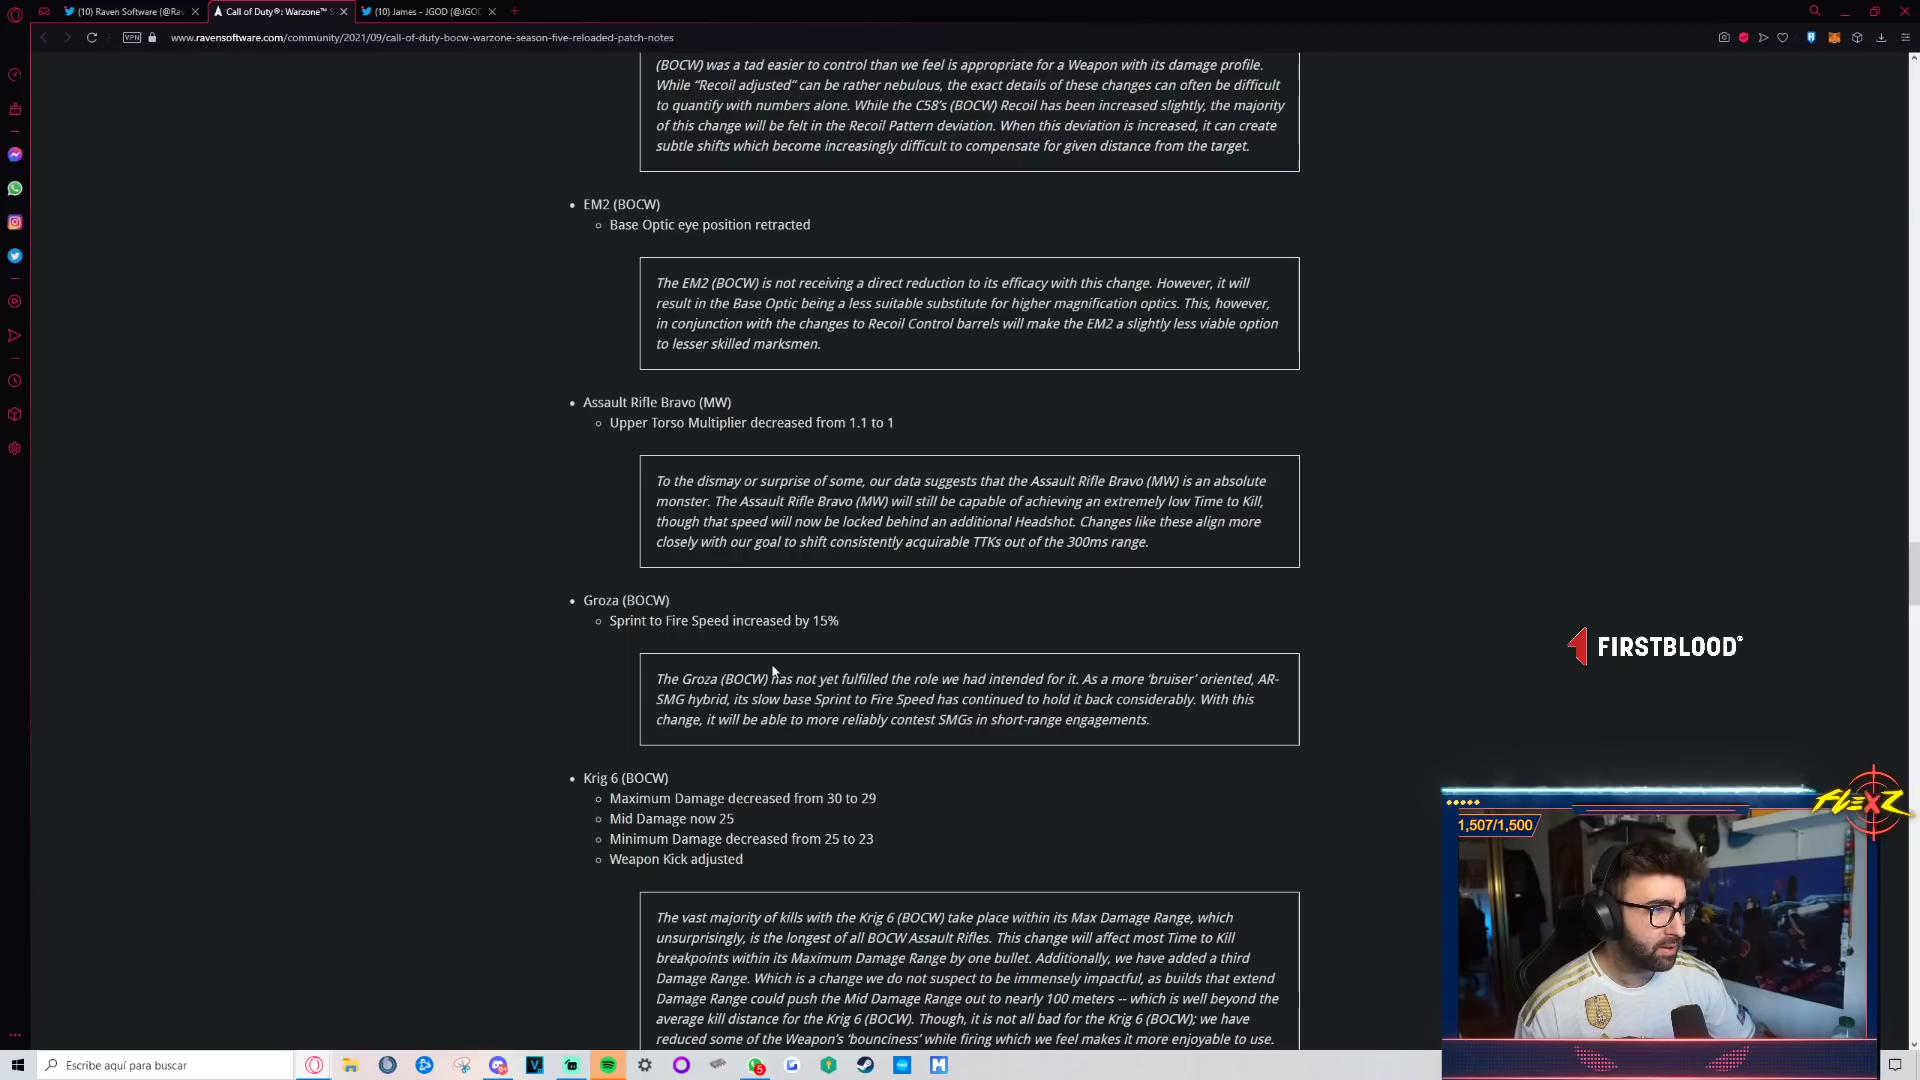 (10) Raven Software (@Rav
Call of Duty®: Warzone™ S
(10) James - JGOD (@JGOD
VPN
www.ravensoftware.com/community/2021/09/call-of-duty-bocw-warzone-season-five-reloaded-patch-notes
(BOCW) was a tad easier to control than we feel is appropriate for a Weapon with its damage profile.
While “Recoil adjusted” can be rather nebulous, the exact details of these changes can often be difficult
to quantify with numbers alone. While the C58’s (BOCW) Recoil has been increased slightly, the majority
of this change will be felt in the Recoil Pattern deviation. When this deviation is increased, it can create
subtle shifts which become increasingly difficult to compensate for given distance from the target.
EM2 (BOCW)
Base Optic eye position retracted
The EM2 (BOCW) is not receiving a direct reduction to its efficacy with this change. However, it will
result in the Base Optic being a less suitable substitute for higher magnification optics. This, however,
in conjunction with the changes to Recoil Control barrels will make the EM2 a slightly less viable option
to lesser skilled marksmen.
Assault Rifle Bravo (MW)
Upper Torso Multiplier decreased from 1.1 to 1
To the dismay or surprise of some, our data suggests that the Assault Rifle Bravo (MW) is an absolute
monster. The Assault Rifle Bravo (MW) will still be capable of achieving an extremely low Time to Kill,
though that speed will now be locked behind an additional Headshot. Changes like these align more
closely with our goal to shift consistently acquirable TTKs out of the 300ms range.
Groza (BOCW)
Sprint to Fire Speed increased by 15%
The Groza (BOCW) has not yet fulfilled the role we had intended for it. As a more ‘bruiser’ oriented, AR-
SMG hybrid, its slow base Sprint to Fire Speed has continued to hold it back considerably. With this
change, it will be able to more reliably contest SMGs in short-range engagements.
Krig 6 (BOCW)
Maximum Damage decreased from 30 to 29
Mid Damage now 25
Minimum Damage decreased from 25 to 23
Weapon Kick adjusted
The vast majority of kills with the Krig 6 (BOCW) take place within its Max Damage Range, which
unsurprisingly, is the longest of all BOCW Assault Rifles. This change will affect most Time to Kill
breakpoints within its Maximum Damage Range by one bullet. Additionally, we have added a third
Damage Range. Which is a change we do not suspect to be immensely impactful, as builds that extend
Damage Range could push the Mid Damage Range out to nearly 100 meters -- which is well beyond the
average kill distance for the Krig 6 (BOCW). Though, it is not all bad for the Krig 6 (BOCW); we have
reduced some of the Weapon’s ‘bounciness’ while firing which we feel makes it more enjoyable to use.
FIRSTBLOOD
FLEXZ
1,507/1,500
Escribe aquí para buscar